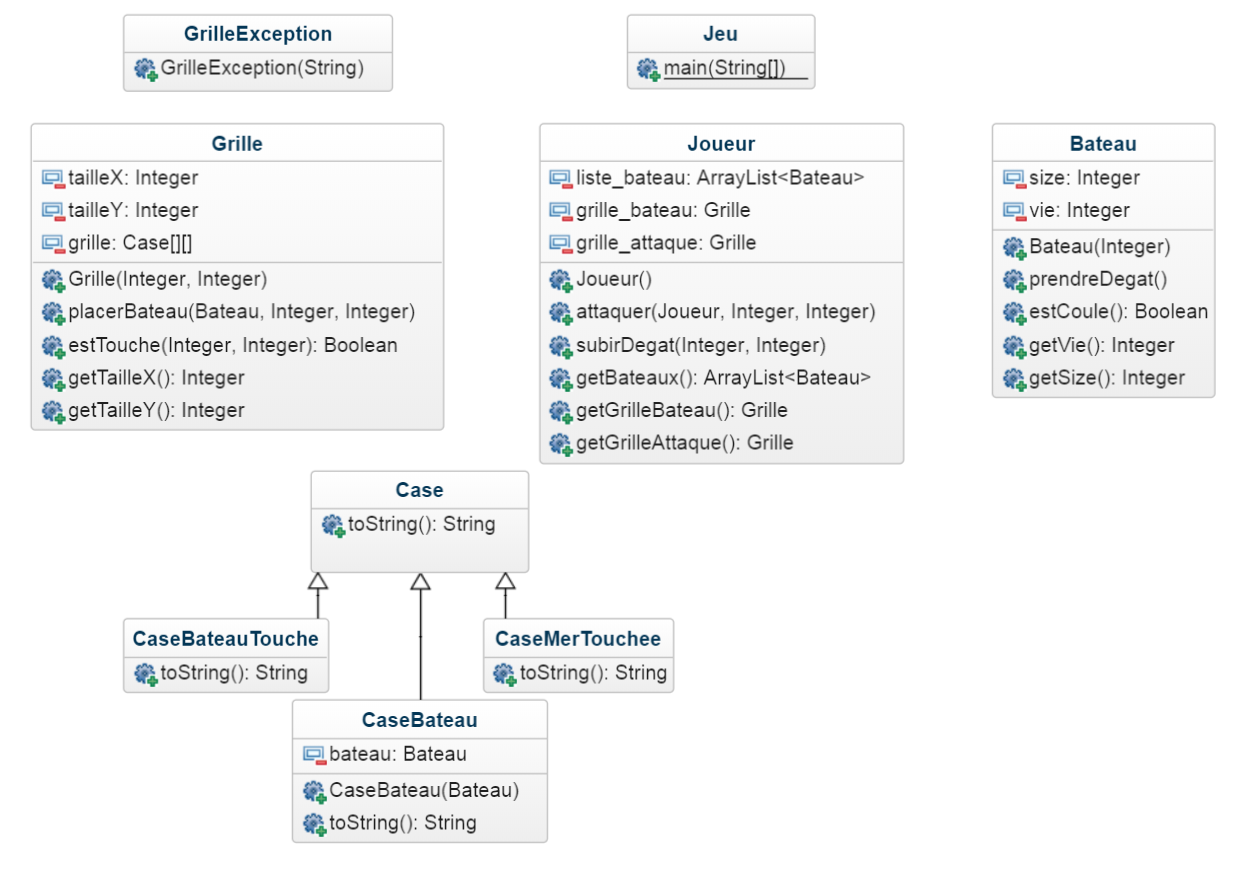 GrilleException
GrilleException(String)
Jeu
main(String[])
Grille
tailleX: Integer
tailleY: Integer
grille: Case[][]
Grille(Integer, Integer)
placerBateau(Bateau, Integer, Integer)
estTouche(Integer, Integer): Boolean
getTailleX(): Integer
getTailleY(): Integer
Joueur
liste_bateau: ArrayList<Bateau>
grille_bateau: Grille
grille_attaque: Grille
Joueur()
attaquer(Joueur, Integer, Integer)
subirDegat(Integer, Integer)
getBateaux(): ArrayList<Bateau>
getGrilleBateau(): Grille
getGrilleAttaque(): Grille
Bateau
size: Integer
vie: Integer
Bateau(Integer)
prendreDegat()
estCoule(): Boolean
getVie(): Integer
getSize(): Integer
Case
toString(): String
CaseBateauTouche
toString(): String
CaseMerTouchee
toString(): String
CaseBateau
bateau: Bateau
CaseBateau(Bateau)
toString(): String